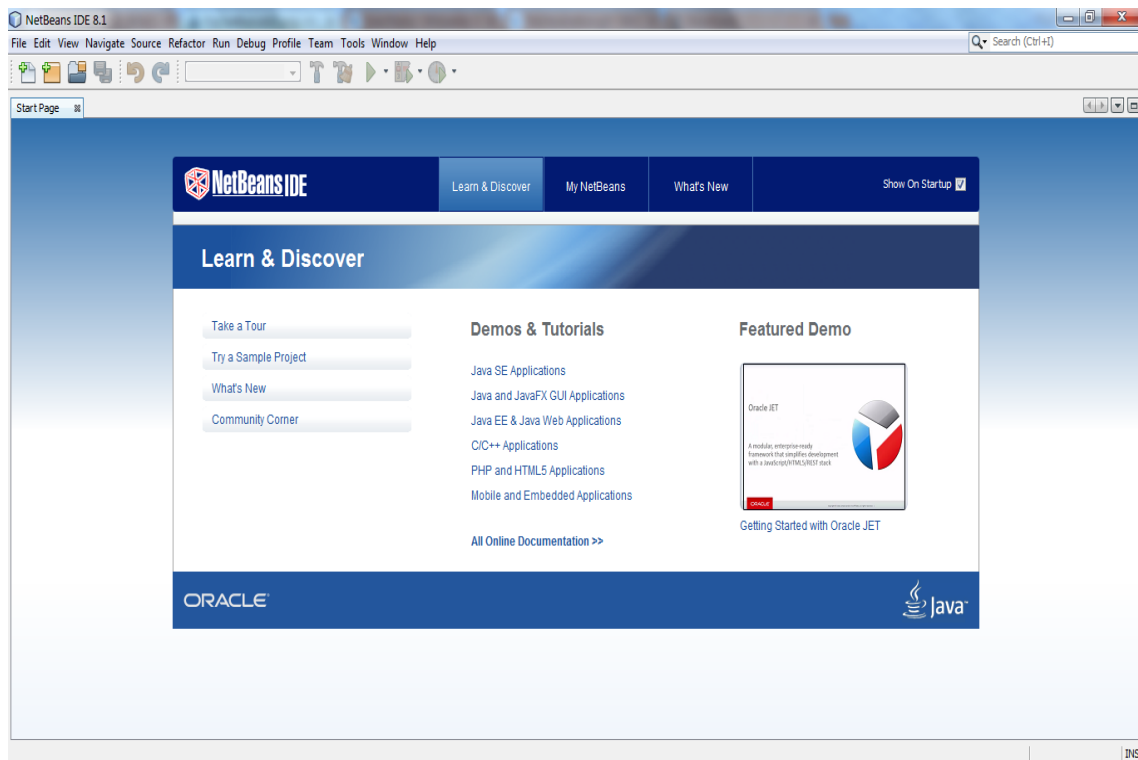 NetBeans IDE 8.1
File Edit View Navigate Source Refactor Run Debug Profile Team Tools Window Help
Search (Ctrl+I)
Start Page
NetBeans IDE
Learn & Discover
My NetBeans
What's New
Show On Startup
Learn & Discover
Take a Tour
Try a Sample Project
What's New
Community Corner
Demos & Tutorials
Java SE Applications
Java and JavaFX GUI Applications
Java EE & Java Web Applications
C/C++ Applications
PHP and HTML5 Applications
Mobile and Embedded Applications
All Online Documentation >>
Featured Demo
Oracle JET
A modular, enterprise-ready
framework that simplifies development
with a JavaScript/HTML5/REST stack
ORACLE
Getting Started with Oracle JET
ORACLE
Java
INS